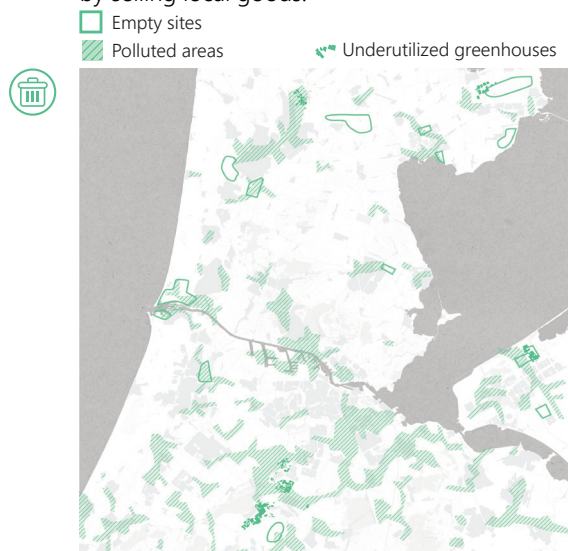 by selling local goods.
Empty sites
Polluted areas
Underutilized greenhouses